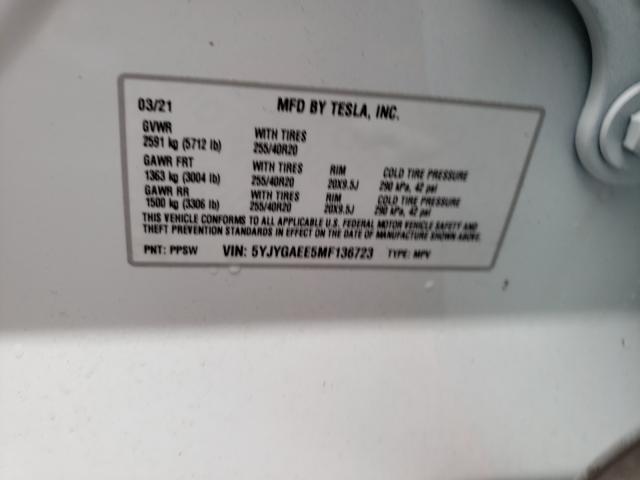 03/21 MFD BY TESLA, INC.
GVWR WITH TIRES
2591 kg (5712 lb) 255/40R20
GAWR FRT WITH TIRES RIM COLD TIRE PRESSURE
1363 kg (3004 lb) 255/40R20 20X9.5J 290 kPa, 42 psi
GAWR RR WITH TIRES RIM COLD TIRE PRESSURE
1500 kg (3306 lb) 255/40R20 20X9.5J 290 kPa, 42 psi
THIS VEHICLE CONFORMS TO ALL APPLICABLE U.S. FEDERAL MOTOR VEHICLE SAFETY AND
THEFT PREVENTION STANDARDS IN EFFECT ON THE DATE OF MANUFACTURE SHOWN ABOVE.
PNT: PPSW VIN: 5YJYGAEE5MF136723 TYPE: MPV